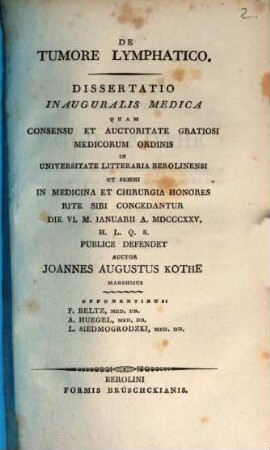 2.
DE
TUMORE LYMPHATICO.
DISSERTATIO
INAUGURALIS MEDICA
QUAM
CONSENSU ET AUCTORITATE GRATIOSI
MEDICORUM ORDINIS
IN
UNIVERSITATE LITTERARIA BEROLINENSI
UT SUMMI
IN MEDICINA ET CHIRURGIA HONORES
RITE SIBI CONCEDANTUR
DIE VI. M. JANUARII A. MDCCCXXV.
H. L. Q. S.
PUBLICE DEFENDET
AUCTOR
JOANNES AUGUSTUS KOTHE
MARCHICUS
OPPONENTIBUS:
F. BELTZ, MED. DR.
A. HUEGEL, MED. DR.
L. SIEDMOGRODZKI, MED. DD.
BEROLINI
FORMIS BRÜSCHCKIANIS.